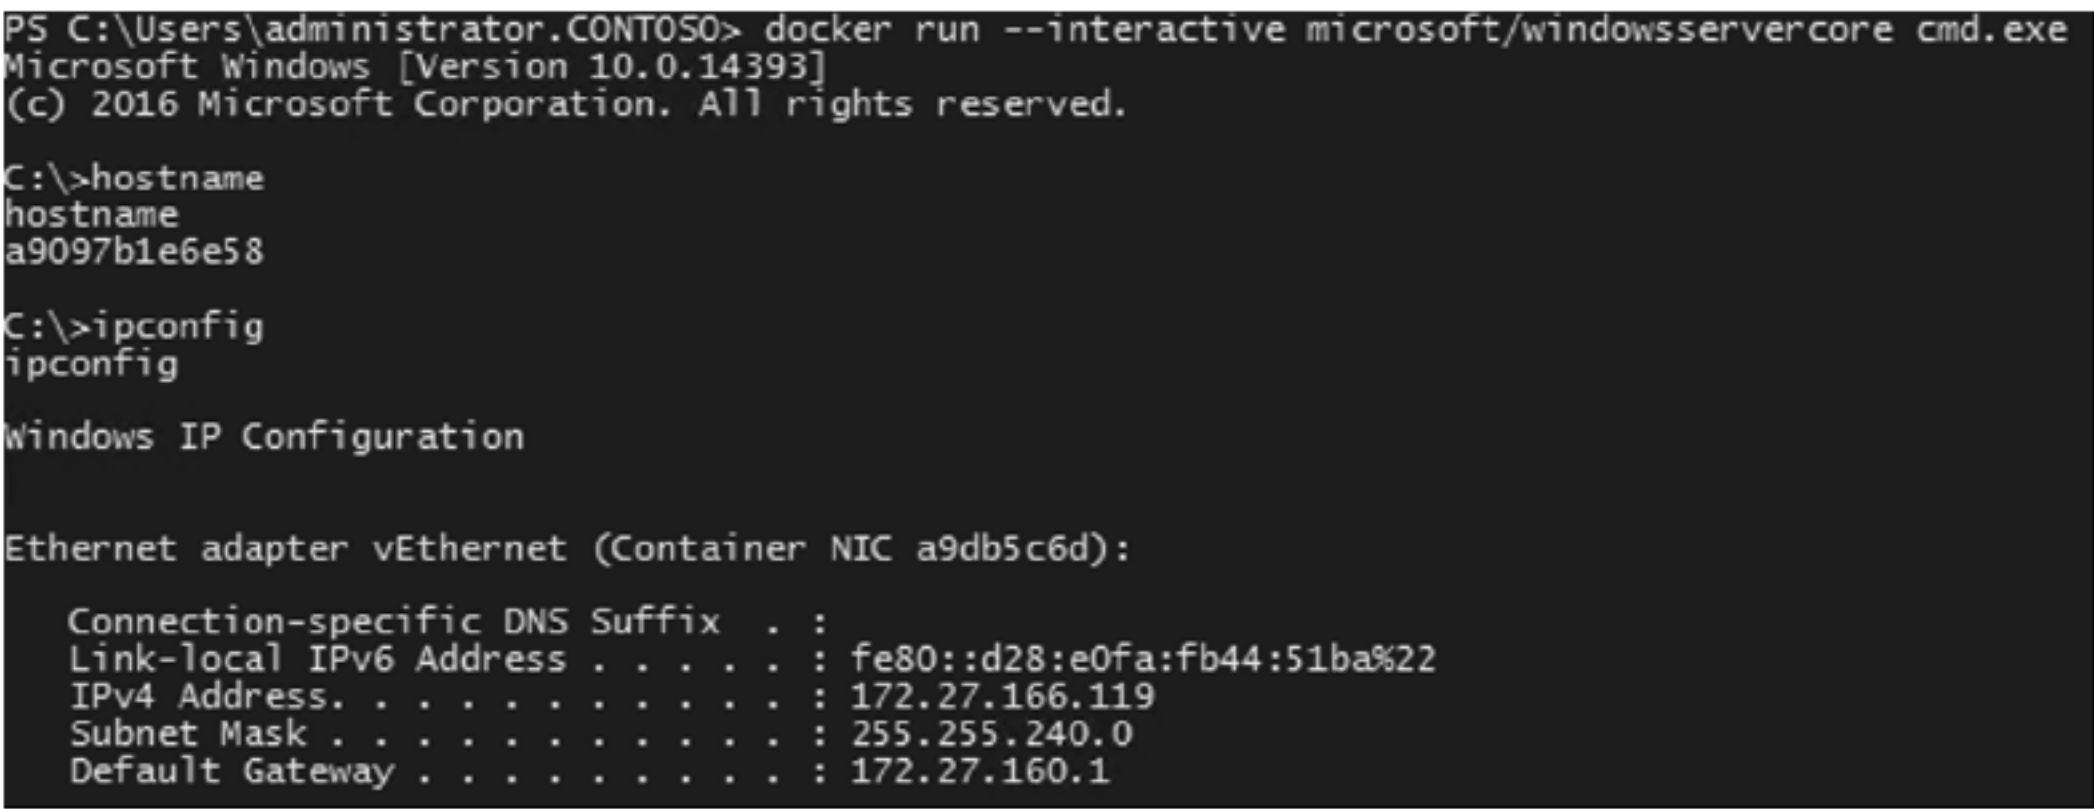 PS C:\Users\administrator.CONTOSO> docker run --interactive microsoft/windowsservercore cmd.exe
Microsoft Windows [Version 10.0.14393]
(c) 2016 Microsoft Corporation. All rights reserved.
C:\>hostname
hostname
a9097b1e6e58
C:\>ipconfig
ipconfig
Windows IP Configuration
Ethernet adapter vEthernet (Container NIC a9db5c6d):
Connection-specific DNS Suffix . :
Link-local IPv6 Address . . . . . : fe80::d28:e0fa:fb44:51ba%22
IPv4 Address. . . . . . . . . . . : 172.27.166.119
Subnet Mask . . . . . . . . . . . : 255.255.240.0
Default Gateway . . . . . . . . . : 172.27.160.1